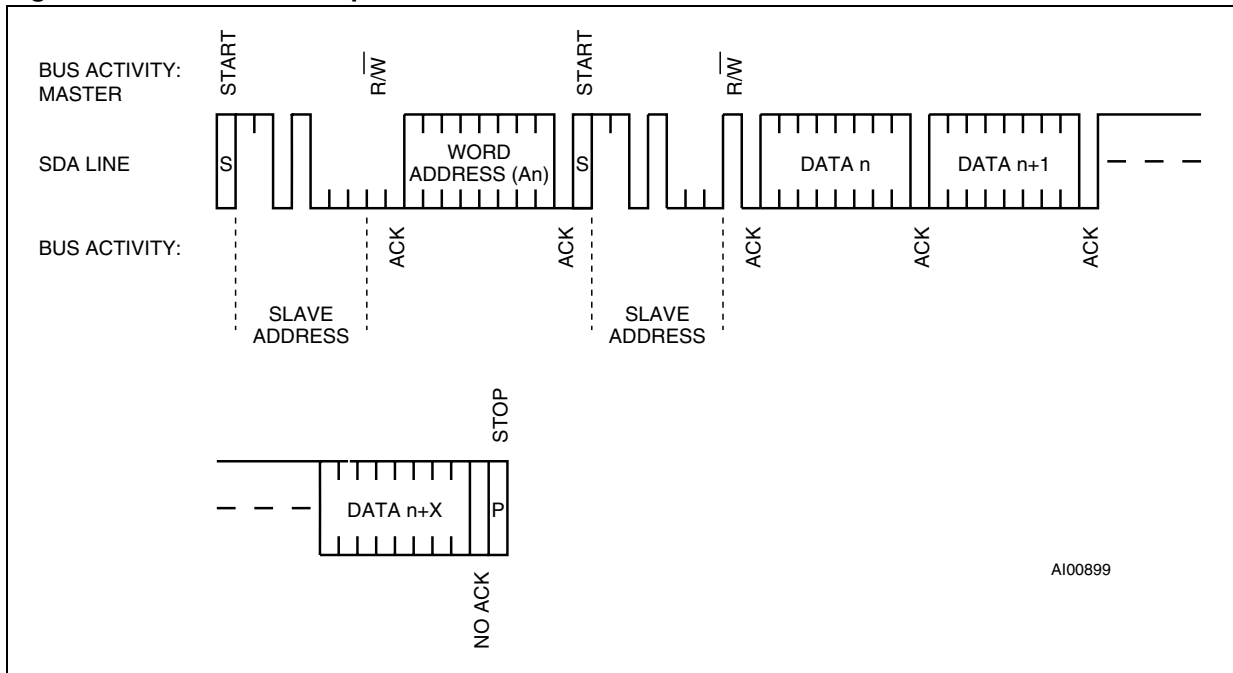 BUS ACTIVITY:
MASTER
START
R/W
START
R/W
SDA LINE
S
WORD
ADDRESS (An)
S
DATA n
DATA n+1
BUS ACTIVITY:
ACK
ACK
ACK
ACK
ACK
SLAVE
ADDRESS
SLAVE
ADDRESS
STOP
DATA n+X
P
NO ACK
AI00899